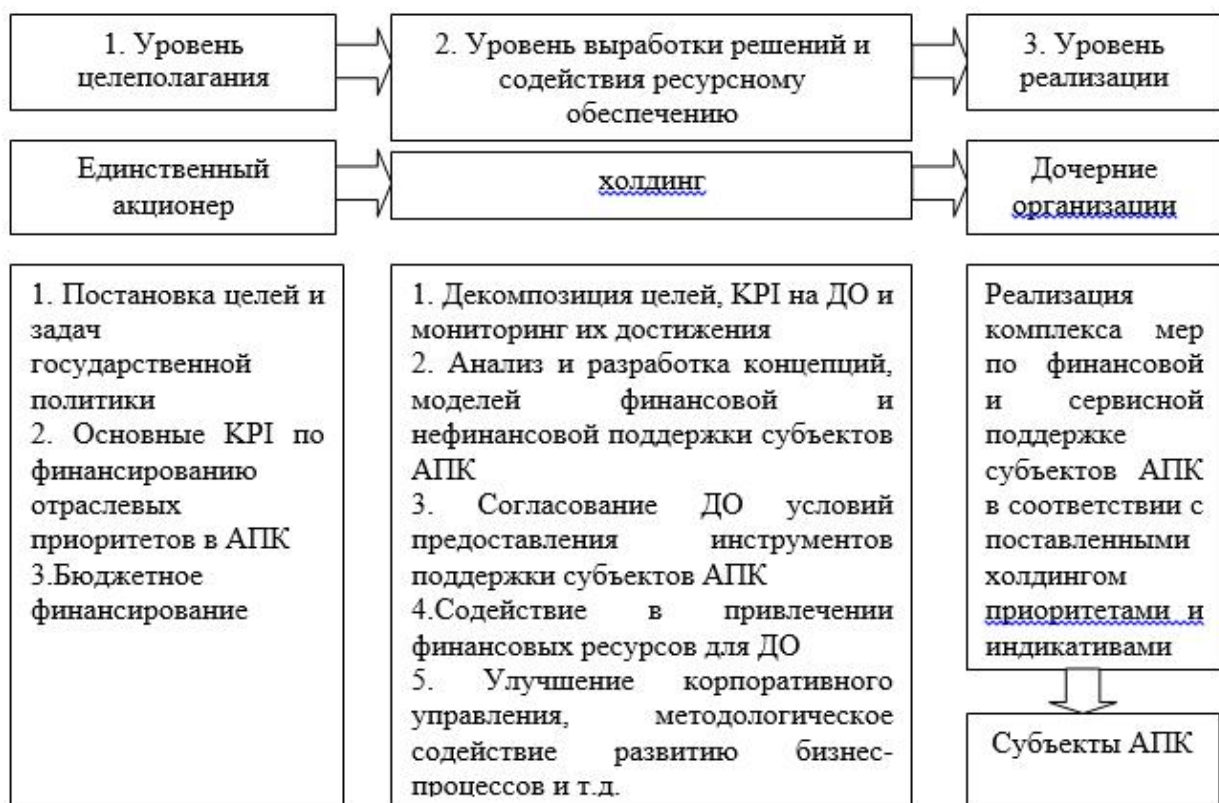 1. Уровень
целеполагания
2. Уровень выработки решений и
содействия ресурсному
обеспечению
3. Уровень
реализации
Единственный
акционер
холдинг
Дочерние
организации
1. Постановка целей и
задач
государственной
политики
2. Основные KPI по
финансированию
отраслевых
приоритетов в АПК
3.Бюджетное
финансирование
1. Декомпозиция целей, KPI на ДО и
мониторинг их достижения
2. Анализ и разработка концепций,
моделей финансовой и
нефинансовой поддержки субъектов
АПК
3. Согласование ДО условий
предоставления инструментов
поддержки субъектов АПК
4.Содействие в привлечении
финансовых ресурсов для ДО
5. Улучшение корпоративного
управления, методологическое
содействие развитию бизнес-
процессов и т.д.
Реализация
комплекса мер
по финансовой
и сервисной
поддержке
субъектов АПК
в соответствии с
поставленными
холдингом
приоритетами и
индикативами
Субъекты АПК